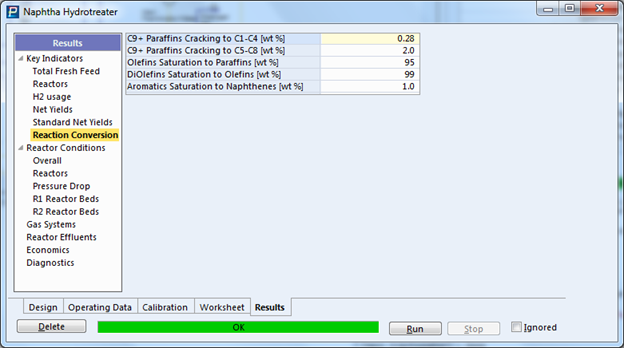 Naphtha Hydrotreater
Results
Key Indicators
Total Fresh Feed
Reactors
H2 usage
Net Yields
Standard Net Yields
Reaction Conversion
Reactor Conditions
Overall
Reactors
Pressure Drop
R1 Reactor Beds
R2 Reactor Beds
Gas Systems
Reactor Effluents
Economics
Diagnostics
C9+ Paraffins Cracking to C1-C4 [wt %] 0.28
C9+ Paraffins Cracking to C5-C8 [wt %] 2.0
Olefins Saturation to Paraffins [wt %] 95
DiOlefins Saturation to Olefins [wt %] 99
Aromatics Saturation to Naphthenes [wt %] 1.0
Design Operating Data Calibration Worksheet Results
Delete OK Run Stop Ignored